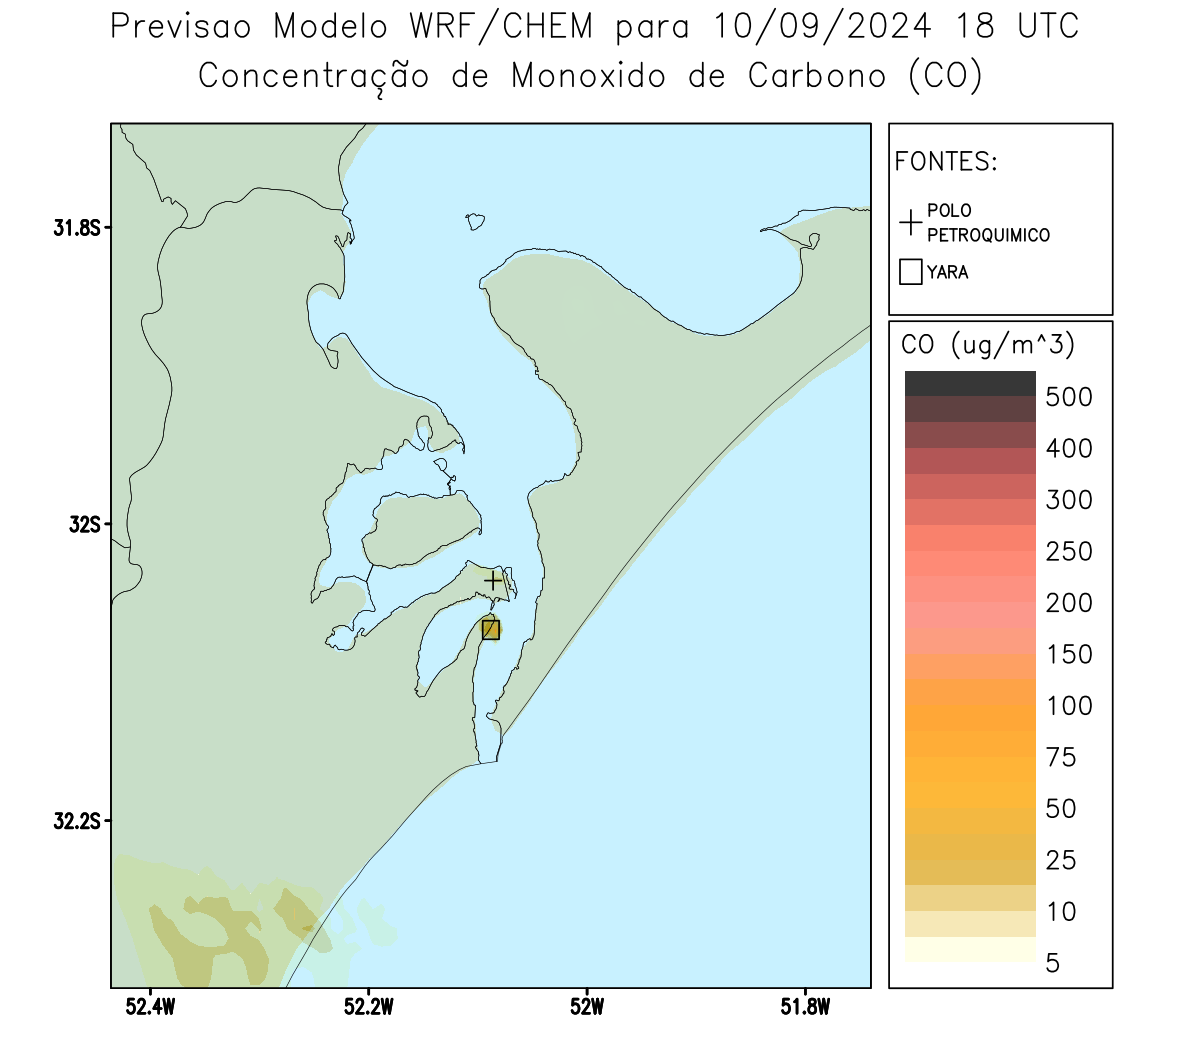 Previsao Modelo WRF/CHEM para 10/09/2024 18 UTC
Concentração de Monoxido de Carbono (CO)
FONTES:
POLO
PETROQUIMICO
YARA
CO (ug/m^3)
500
400
300
250
200
150
100
75
50
25
10
5
31.8S
32S
32.2S
52.4W
52.2W
52W
51.8W